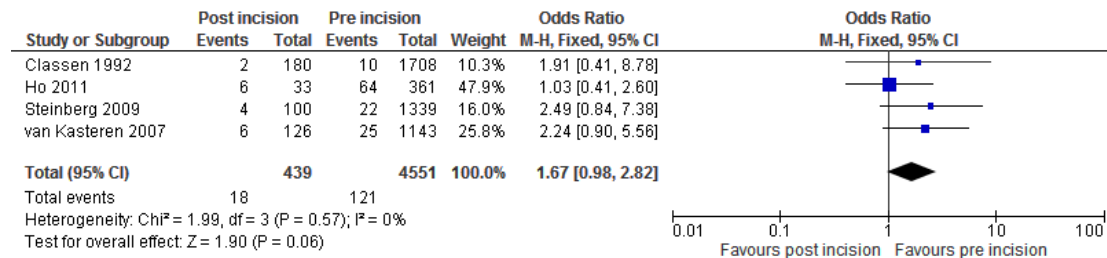 Post incision Pre incision Odds Ratio Odds Ratio
Study or Subgroup Events Total Events Total Weight M-H, Fixed, 95% CI M-H, Fixed, 95% CI
Classen 1992 2 180 10 1708 10.3% 1.91 [0.41, 8.78]
Ho 2011 6 33 64 361 47.9% 1.03 [0.41, 2.60]
Steinberg 2009 4 100 22 1339 16.0% 2.49 [0.84, 7.38]
van Kasteren 2007 6 126 25 1143 25.8% 2.24 [0.90, 5.56]
Total (95% CI) 439 4551 100.0% 1.67 [0.98, 2.82]
Total events 18 121
Heterogeneity: Chi² = 1.99, df = 3 (P = 0.57); I² = 0%
Test for overall effect: Z = 1.90 (P = 0.06)
0.01 0.1 1 10 100
Favours post incision Favours pre incision